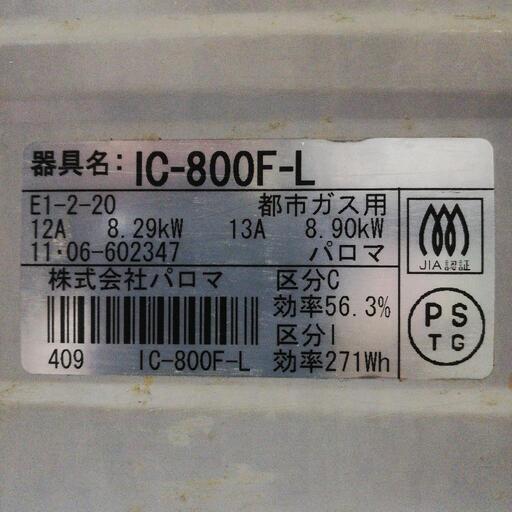 器具名: IC-800F-L
E1-2-20 都市ガス用
12A 8.29kW 13A 8.90kW
11・06-602347 パロマ
JIA認証
株式会社パロマ 区分C
効率56.3%
区分I
409 IC-800F-L 効率271Wh
PS
TG